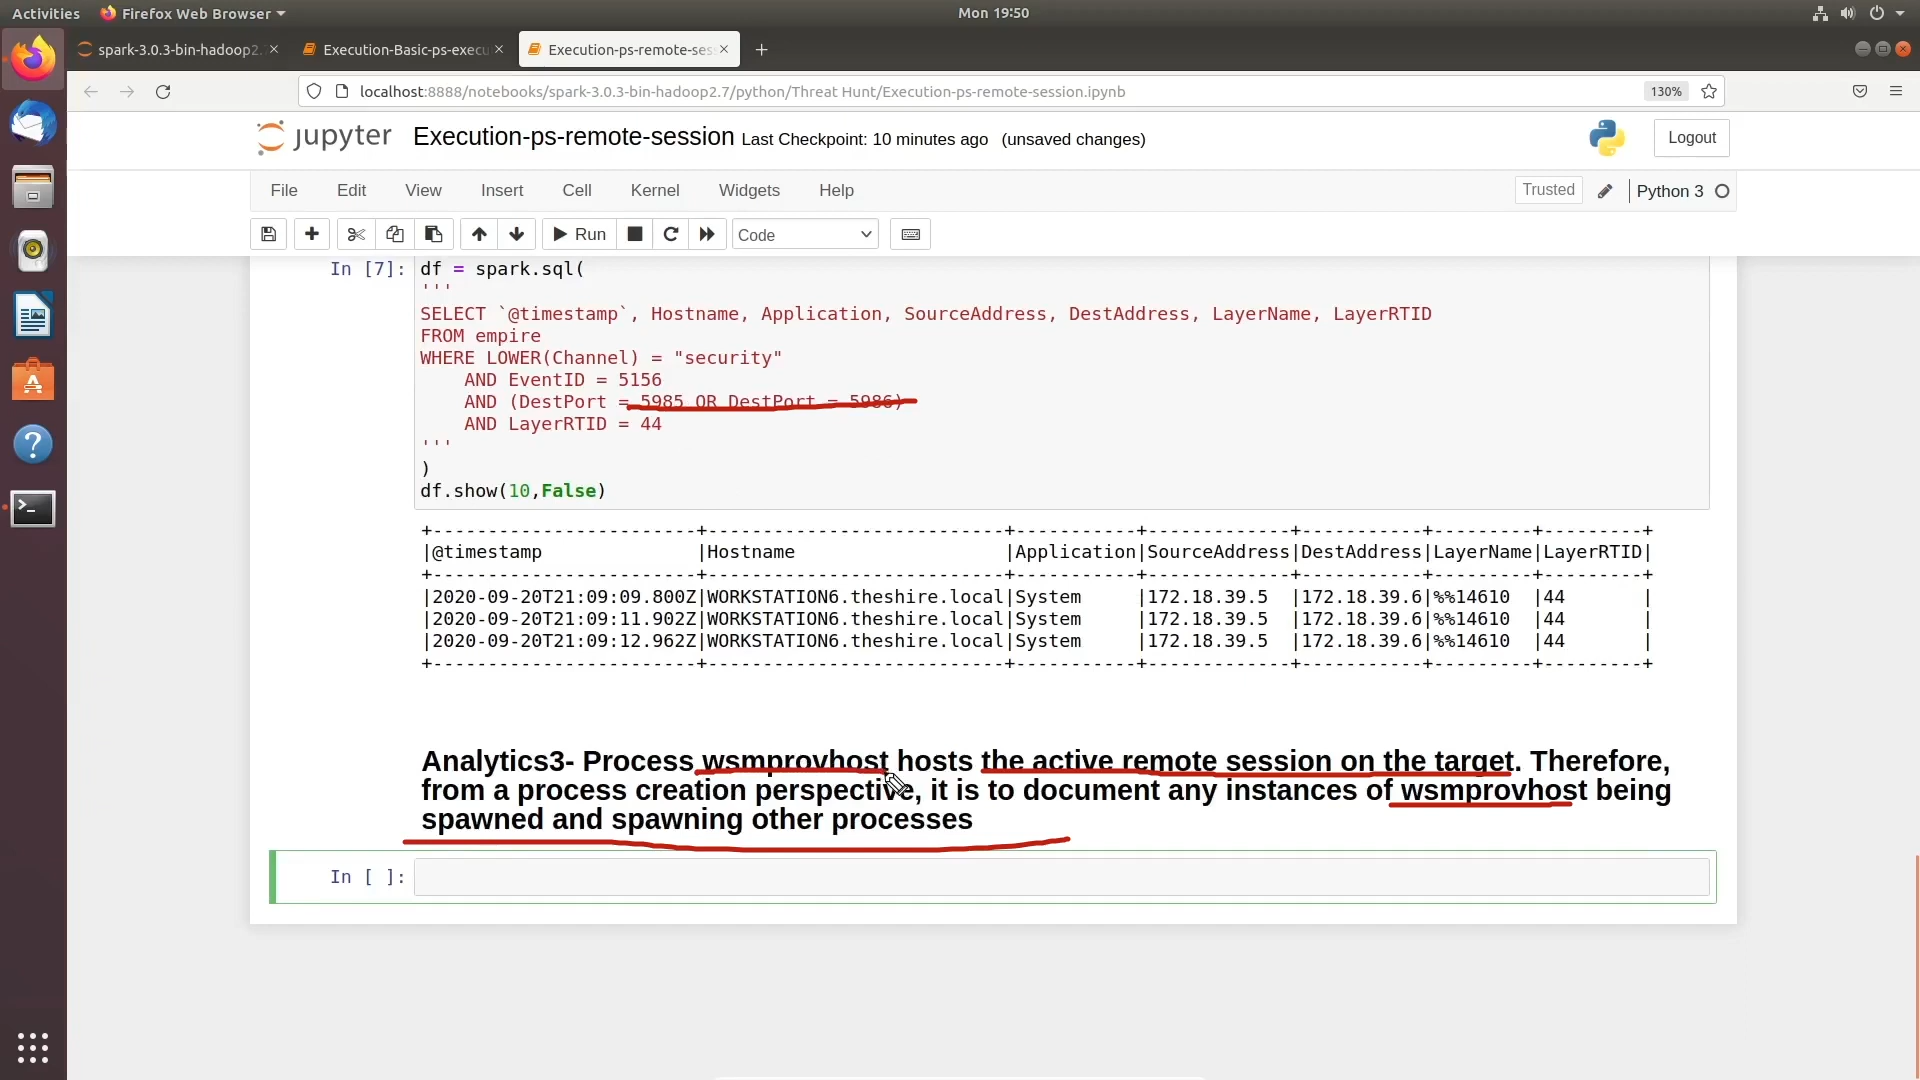 Activities Firefox Web Browser Mon 19:50
spark-3.0.3-bin-hadoop2. Execution-Basic-ps-execu Execution-ps-remote-ses
localhost:8888/notebooks/spark-3.0.3-bin-hadoop2.7/python/Threat Hunt/Execution-ps-remote-session.ipynb 130%
jupyter Execution-ps-remote-session Last Checkpoint: 10 minutes ago (unsaved changes) Logout
File Edit View Insert Cell Kernel Widgets Help Trusted Python 3
Run Code
In [7]: df = spark.sql(
'''
SELECT `@timestamp`, Hostname, Application, SourceAddress, DestAddress, LayerName, LayerRTID
FROM empire
WHERE LOWER(Channel) = "security"
AND EventID = 5156
AND (DestPort = 5985 OR DestPort = 5986)
AND LayerRTID = 44
'''
)
df.show(10,False)
+------------------------+---------------------------+-----------+-------------+-----------+---------+---------+
|@timestamp |Hostname |Application|SourceAddress|DestAddress|LayerName|LayerRTID|
+------------------------+---------------------------+-----------+-------------+-----------+---------+---------+
|2020-09-20T21:09:09.800Z|WORKSTATION6.theshire.local|System |172.18.39.5 |172.18.39.6|%%14610 |44 |
|2020-09-20T21:09:11.902Z|WORKSTATION6.theshire.local|System |172.18.39.5 |172.18.39.6|%%14610 |44 |
|2020-09-20T21:09:12.962Z|WORKSTATION6.theshire.local|System |172.18.39.5 |172.18.39.6|%%14610 |44 |
+------------------------+---------------------------+-----------+-------------+-----------+---------+---------+
Analytics3- Process wsmprovhost hosts the active remote session on the target. Therefore,
from a process creation perspective, it is to document any instances of wsmprovhost being
spawned and spawning other processes
In [ ]: